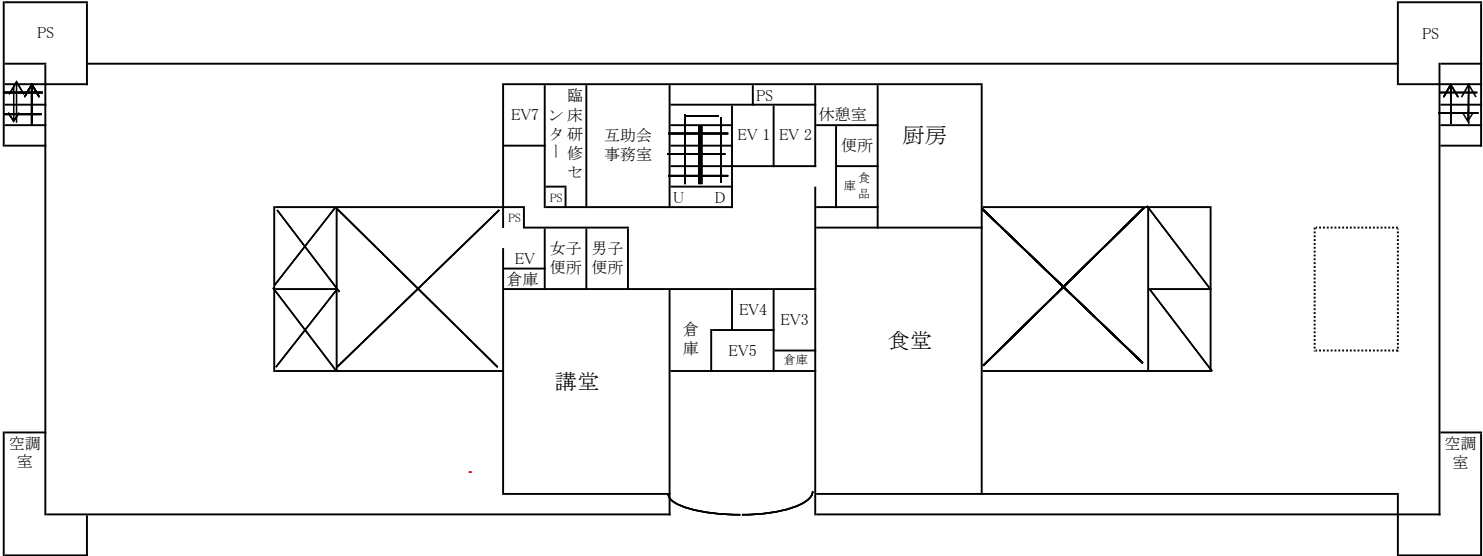 PS
PS
EV7
臨床研修センター
互助会
事務室
PS
EV 1
EV 2
休憩室
便所
食品庫
厨房
PS
U
D
PS
EV
倉庫
女子
便所
男子
便所
倉庫
EV4
EV3
EV5
倉庫
食堂
講堂
空調
室
空調
室